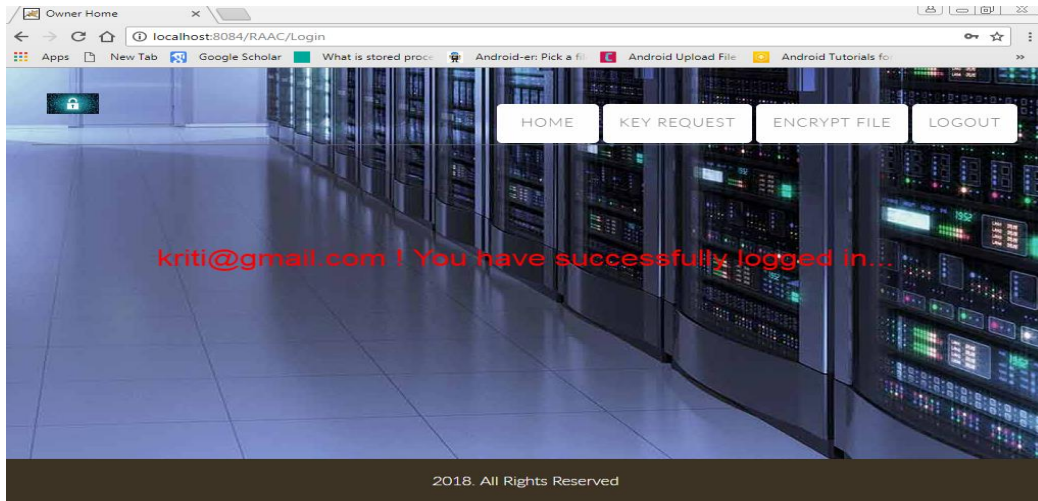 Owner Home
localhost:8084/RAAC/Login
Apps New Tab Google Scholar What is stored proc Android-er: Pick a fil Android Upload File Android Tutorials for
HOME KEY REQUEST ENCRYPT FILE LOGOUT
kriti@gmail.com ! You have successfully logged in...
2018. All Rights Reserved